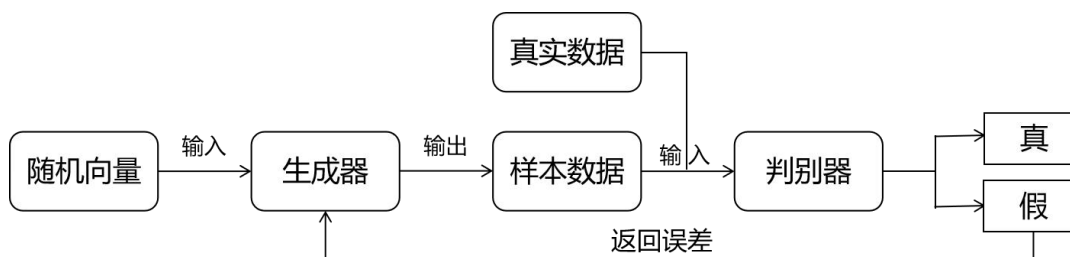 真实数据
输入
输出
输入
真
随机向量
生成器
样本数据
判别器
假
返回误差